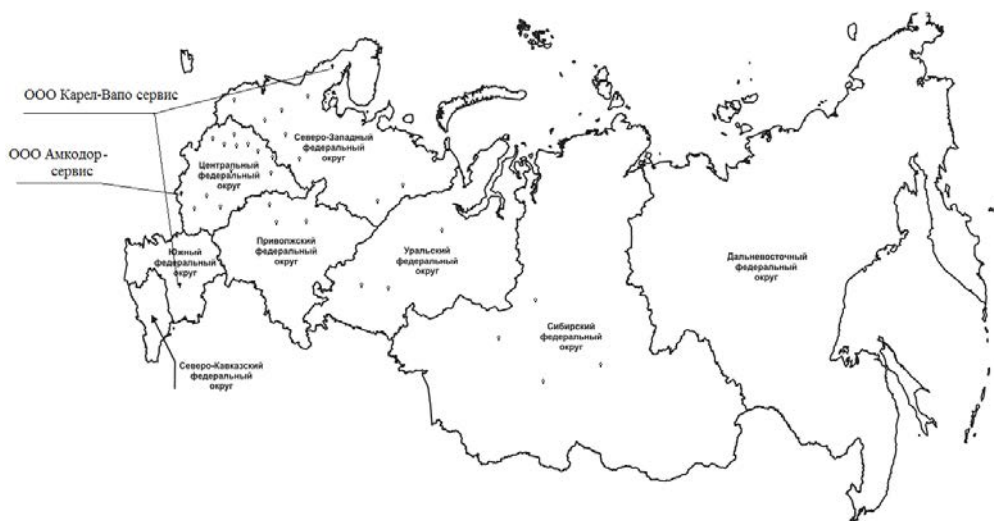 ООО Карел-Вапо сервис
ООО Амкодор-
сервис
Северо-Западный
федеральный
округ
Центральный
федеральный
округ
Южный
федеральный
округ
Приволжский
федеральный
округ
Уральский
федеральный
округ
Дальневосточный
федеральный
округ
Сибирский
федеральный
округ
Северо-Кавказский
федеральный
округ